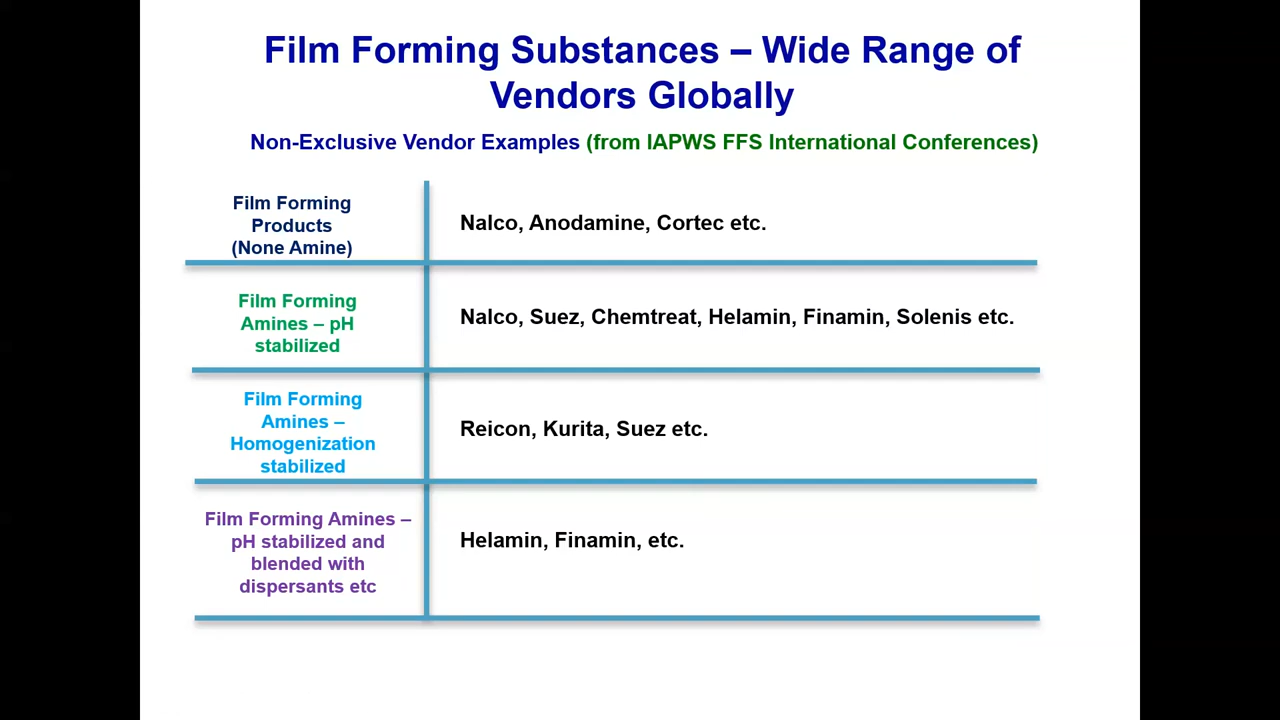 Film Forming Substances – Wide Range of
Vendors Globally
Non-Exclusive Vendor Examples (from IAPWS FFS International Conferences)
Film Forming
Products
(None Amine)
Nalco, Anodamine, Cortec etc.
Film Forming
Amines – pH
stabilized
Nalco, Suez, Chemtreat, Helamin, Finamin, Solenis etc.
Film Forming
Amines –
Homogenization
stabilized
Reicon, Kurita, Suez etc.
Film Forming Amines –
pH stabilized and
blended with
dispersants etc
Helamin, Finamin, etc.